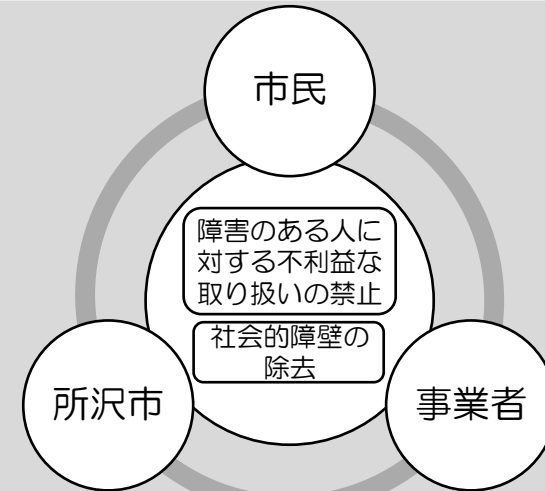 市民
障害のある人に
対する不利益な
取り扱いの禁止
社会的障壁の
除去
所沢市
事業者